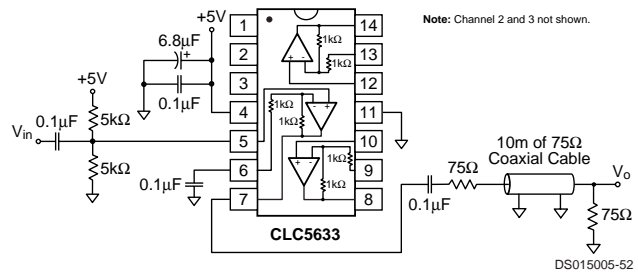 +5V
Note: Channel 2 and 3 not shown.
6.8μF
+
0.1μF
+5V
5kΩ
0.1μF
Vin
5kΩ
0.1μF
1
2
3
4
5
6
7
14
13
12
11
10
9
8
1kΩ
1kΩ
+ -
1kΩ
1kΩ
- +
+ -
1kΩ
1kΩ
CLC5633
0.1μF
75Ω
10m of 75Ω
Coaxial Cable
Vo
75Ω
DS015005-52